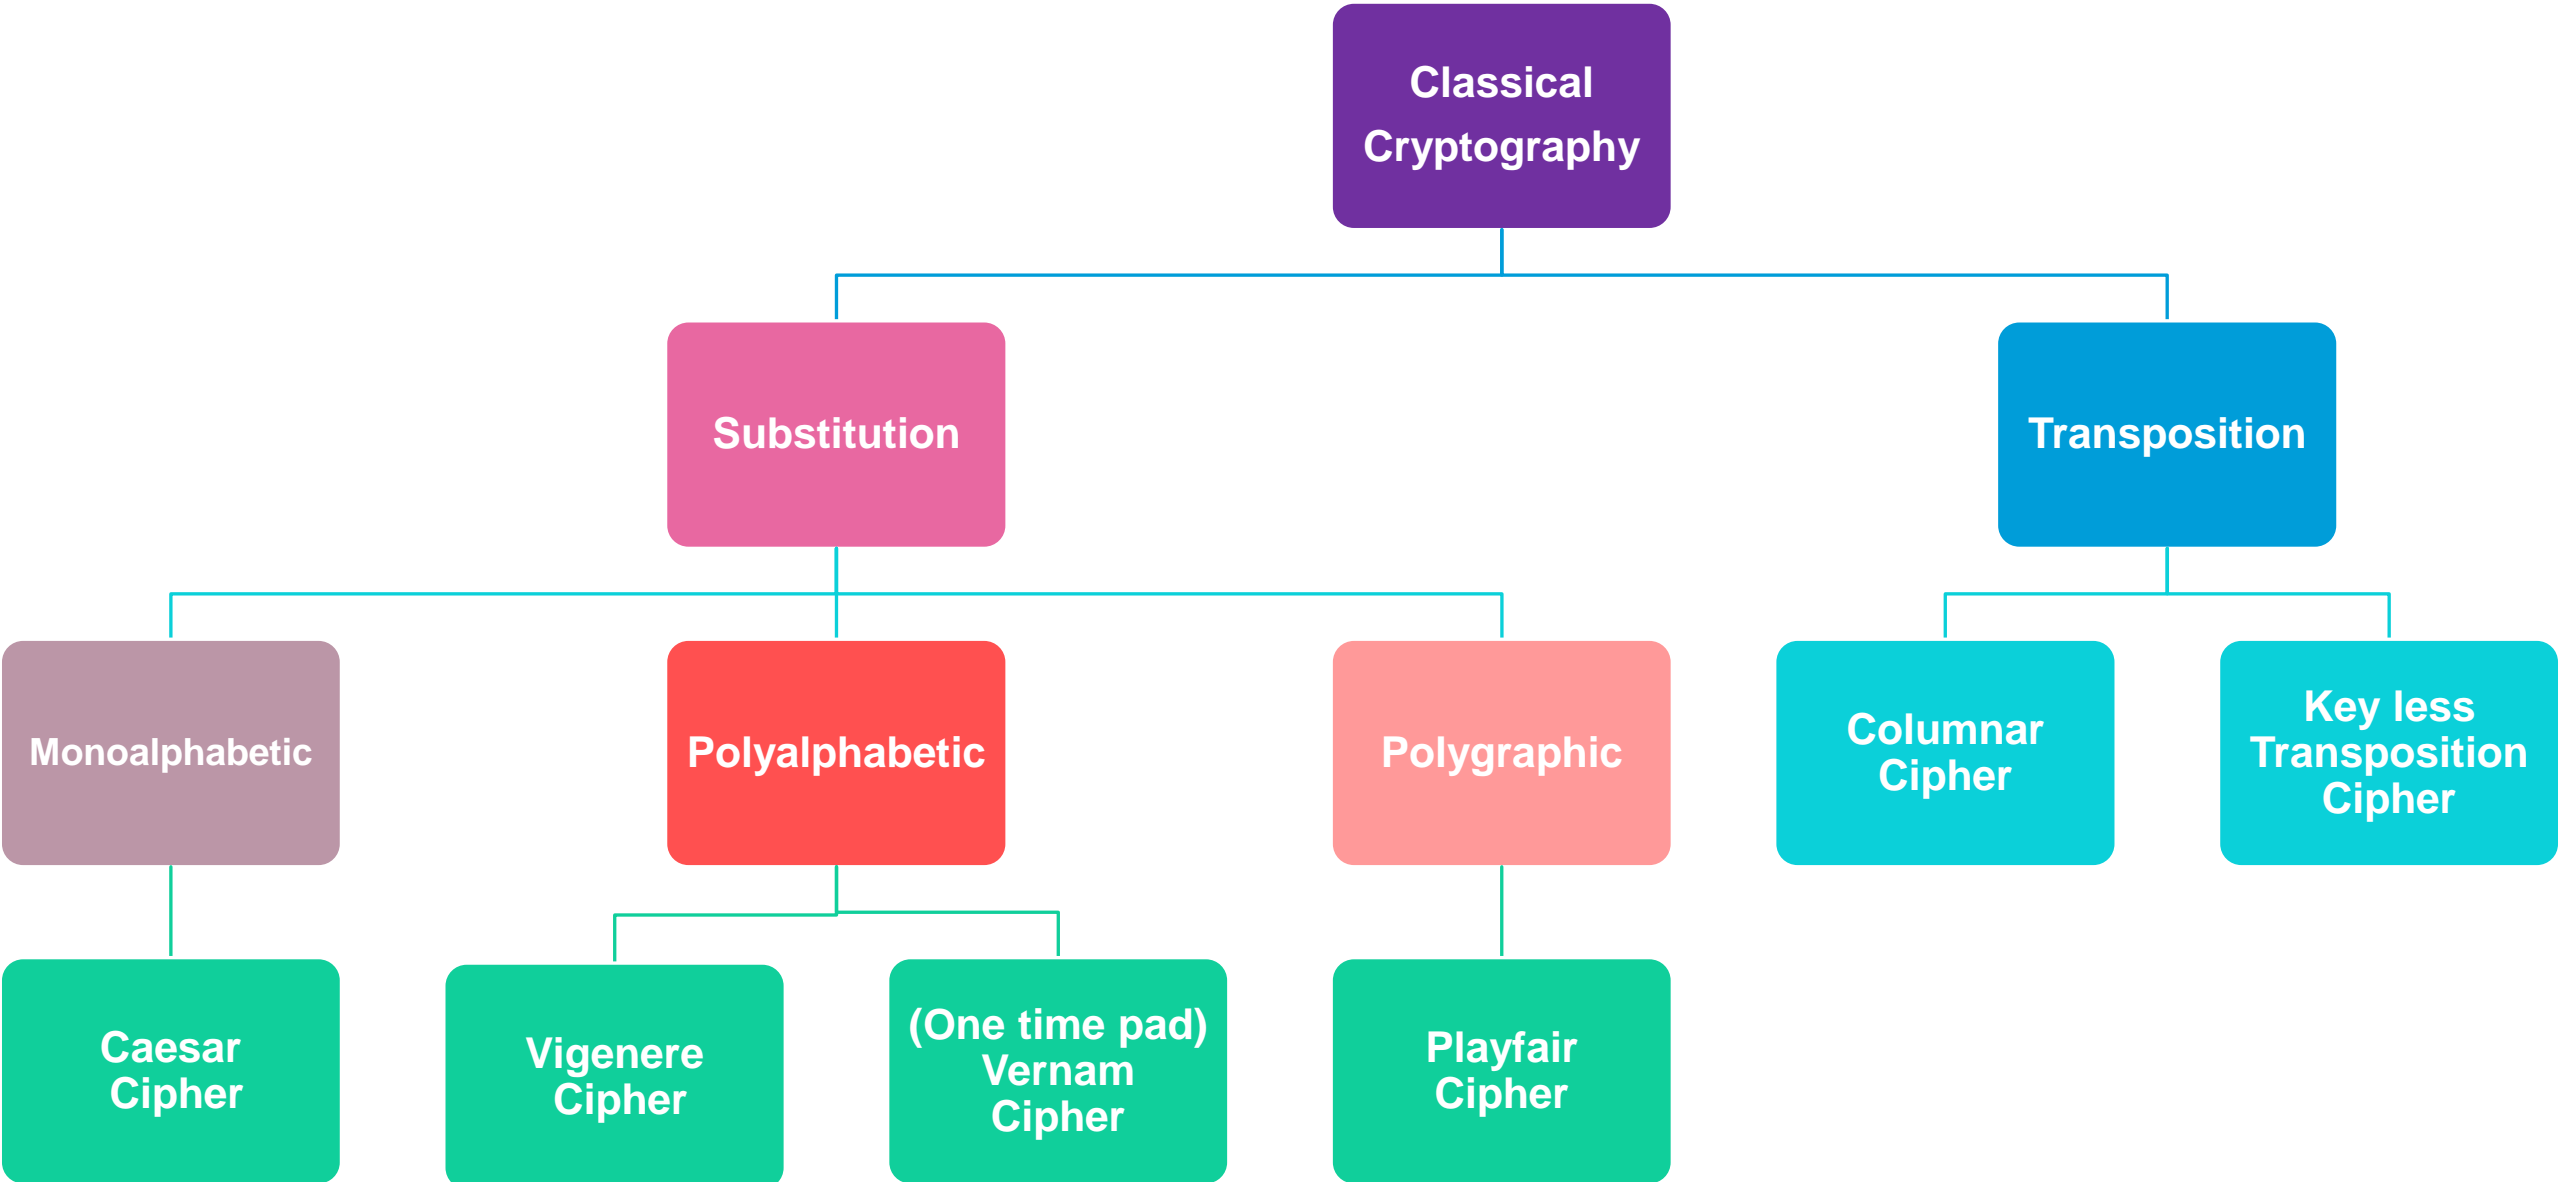 Classical
Cryptography
Substitution
Transposition
Monoalphabetic
Polyalphabetic
Polygraphic
Columnar
Cipher
Key less
Transposition
Cipher
Caesar
Cipher
Vigenere
Cipher
(One time pad)
Vernam
Cipher
Playfair
Cipher